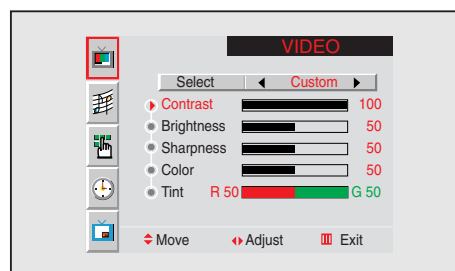 VIDEO
Select Custom
Contrast 100
Brightness 50
Sharpness 50
Color 50
Tint R 50 G 50
Move Adjust Exit